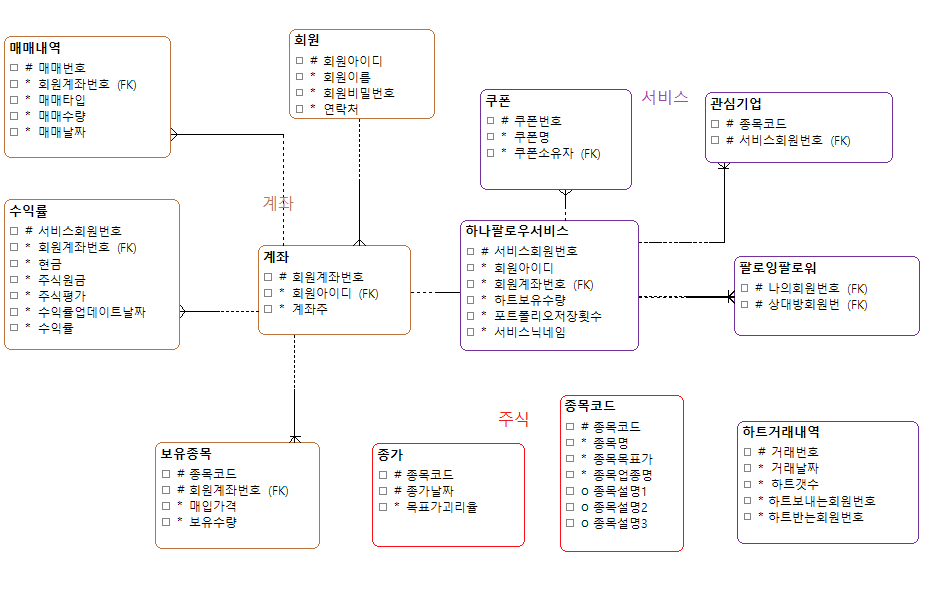 매매내역
# 매매번호
* 회원계좌번호 (FK)
* 매매타입
* 매매수량
* 매매날짜
회원
# 회원아이디
* 회원이름
* 회원비밀번호
* 연락처
쿠폰
# 쿠폰번호
* 쿠폰명
* 쿠폰소유자 (FK)
서비스
관심기업
# 종목코드
# 서비스회원번호 (FK)
수익률
# 서비스회원번호
* 회원계좌번호 (FK)
* 현금
* 주식원금
* 주식평가
* 수익률업데이트날짜
* 수익률
계좌
계좌
# 회원계좌번호
* 회원아이디 (FK)
* 계좌주
하나팔로우서비스
# 서비스회원번호
* 회원아이디
* 회원계좌번호 (FK)
* 하트보유수량
* 포트폴리오저장횟수
* 서비스닉네임
팔로잉팔로워
# 나의회원번호 (FK)
# 상대방회원번 (FK)
보유종목
# 종목코드
# 회원계좌번호 (FK)
* 매입가격
* 보유수량
주식
종가
# 종목코드
# 종가날짜
* 목표가괴리율
종목코드
# 종목코드
* 종목명
* 종목목표가
* 종목업종명
o 종목설명1
o 종목설명2
o 종목설명3
하트거래내역
# 거래번호
* 거래날짜
* 하트갯수
* 하트보내는회원번호
* 하트받는회원번호